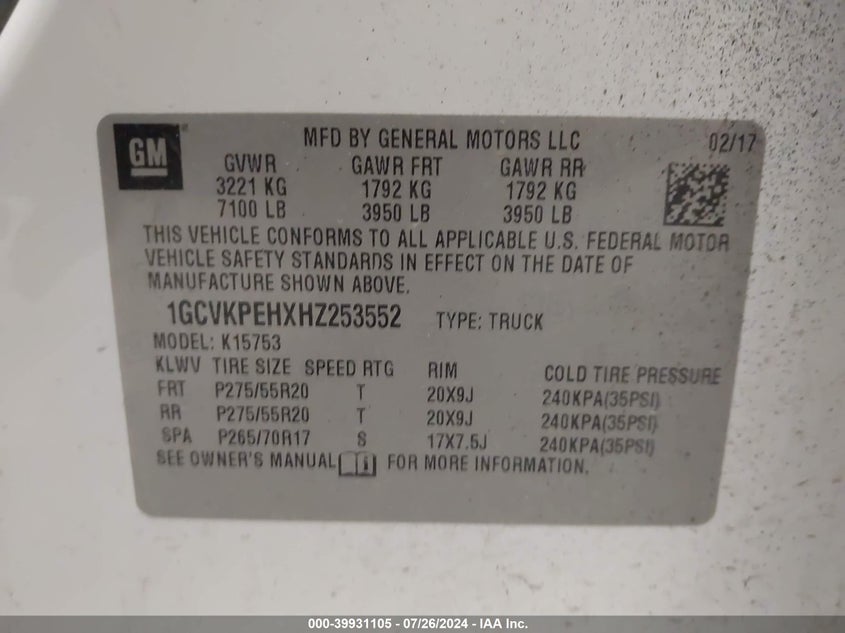 GM
MFD BY GENERAL MOTORS LLC 02/17
GVWR GAWR FRT GAWR RR
3221 KG 1792 KG 1792 KG
7100 LB 3950 LB 3950 LB
THIS VEHICLE CONFORMS TO ALL APPLICABLE U.S. FEDERAL MOTOR
VEHICLE SAFETY STANDARDS IN EFFECT ON THE DATE OF
MANUFACTURE SHOWN ABOVE.
1GCVKPEHXHZ253552 TYPE: TRUCK
MODEL: K15753
KLWV TIRE SIZE SPEED RTG RIM COLD TIRE PRESSURE
FRT P275/55R20 T 20X9J 240KPA(35PSI)
RR P275/55R20 T 20X9J 240KPA(35PSI)
SPA P265/70R17 S 17X7.5J 240KPA(35PSI)
SEE OWNER'S MANUAL FOR MORE INFORMATION.
000-39931105 - 07/26/2024 - IAA Inc.